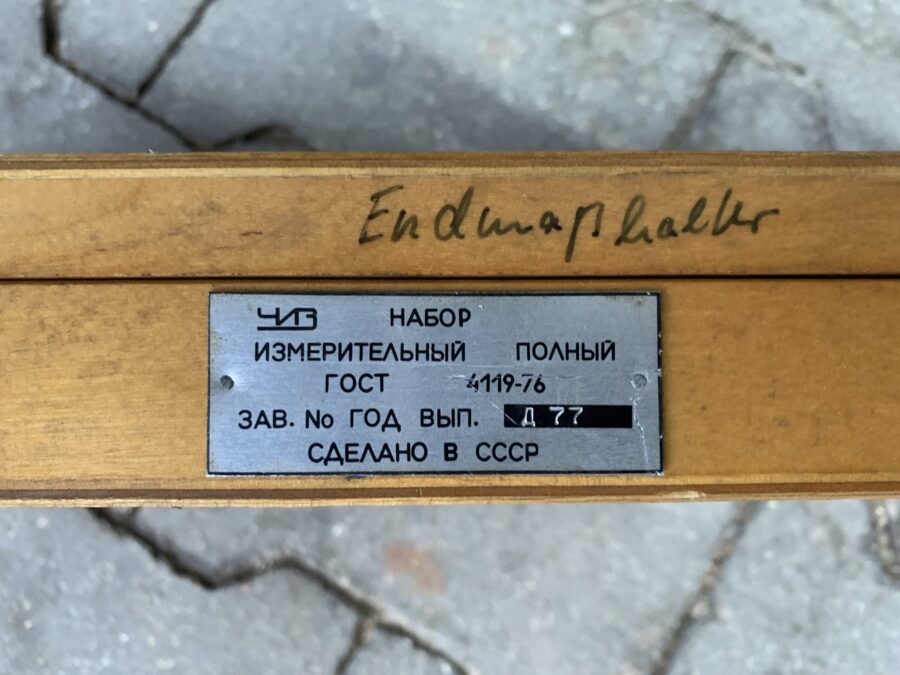 Endmaßhalter
ЧИЗ НАБОР
ИЗМЕРИТЕЛЬНЫЙ ПОЛНЫЙ
ГОСТ 4119-76
ЗАВ. № ГОД ВЫП. Д 77
СДЕЛАНО В СССР